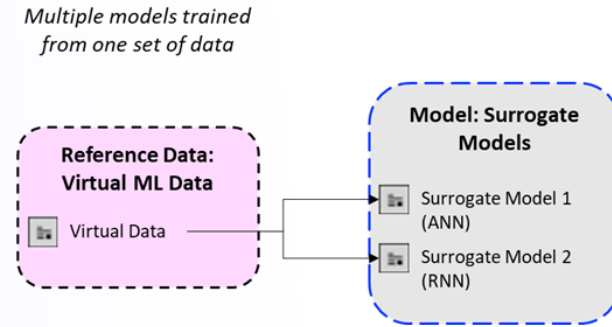 Multiple models trained
from one set of data
Reference Data:
Virtual ML Data
Virtual Data
Model: Surrogate
Models
Surrogate Model 1
(ANN)
Surrogate Model 2
(RNN)